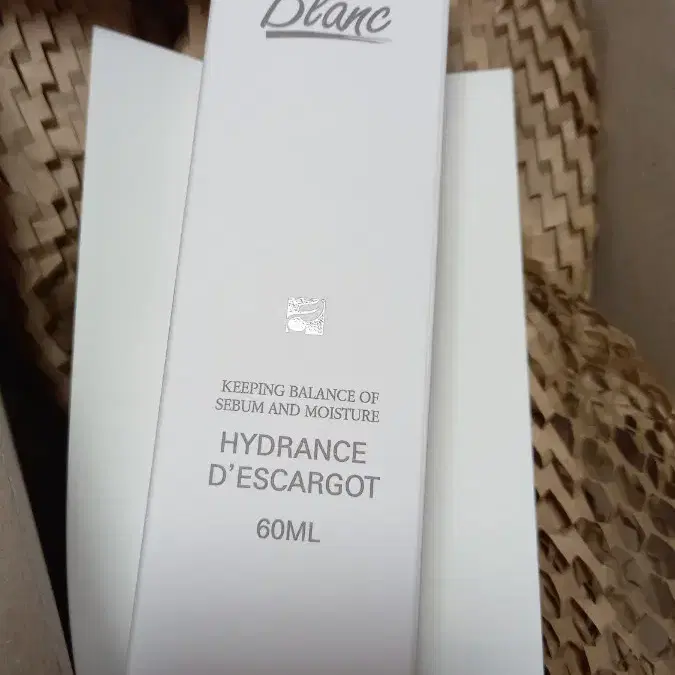 Blanc
KEEPING BALANCE OF
SEBUM AND MOISTURE
HYDRANCE
D'ESCARGOT
60ML